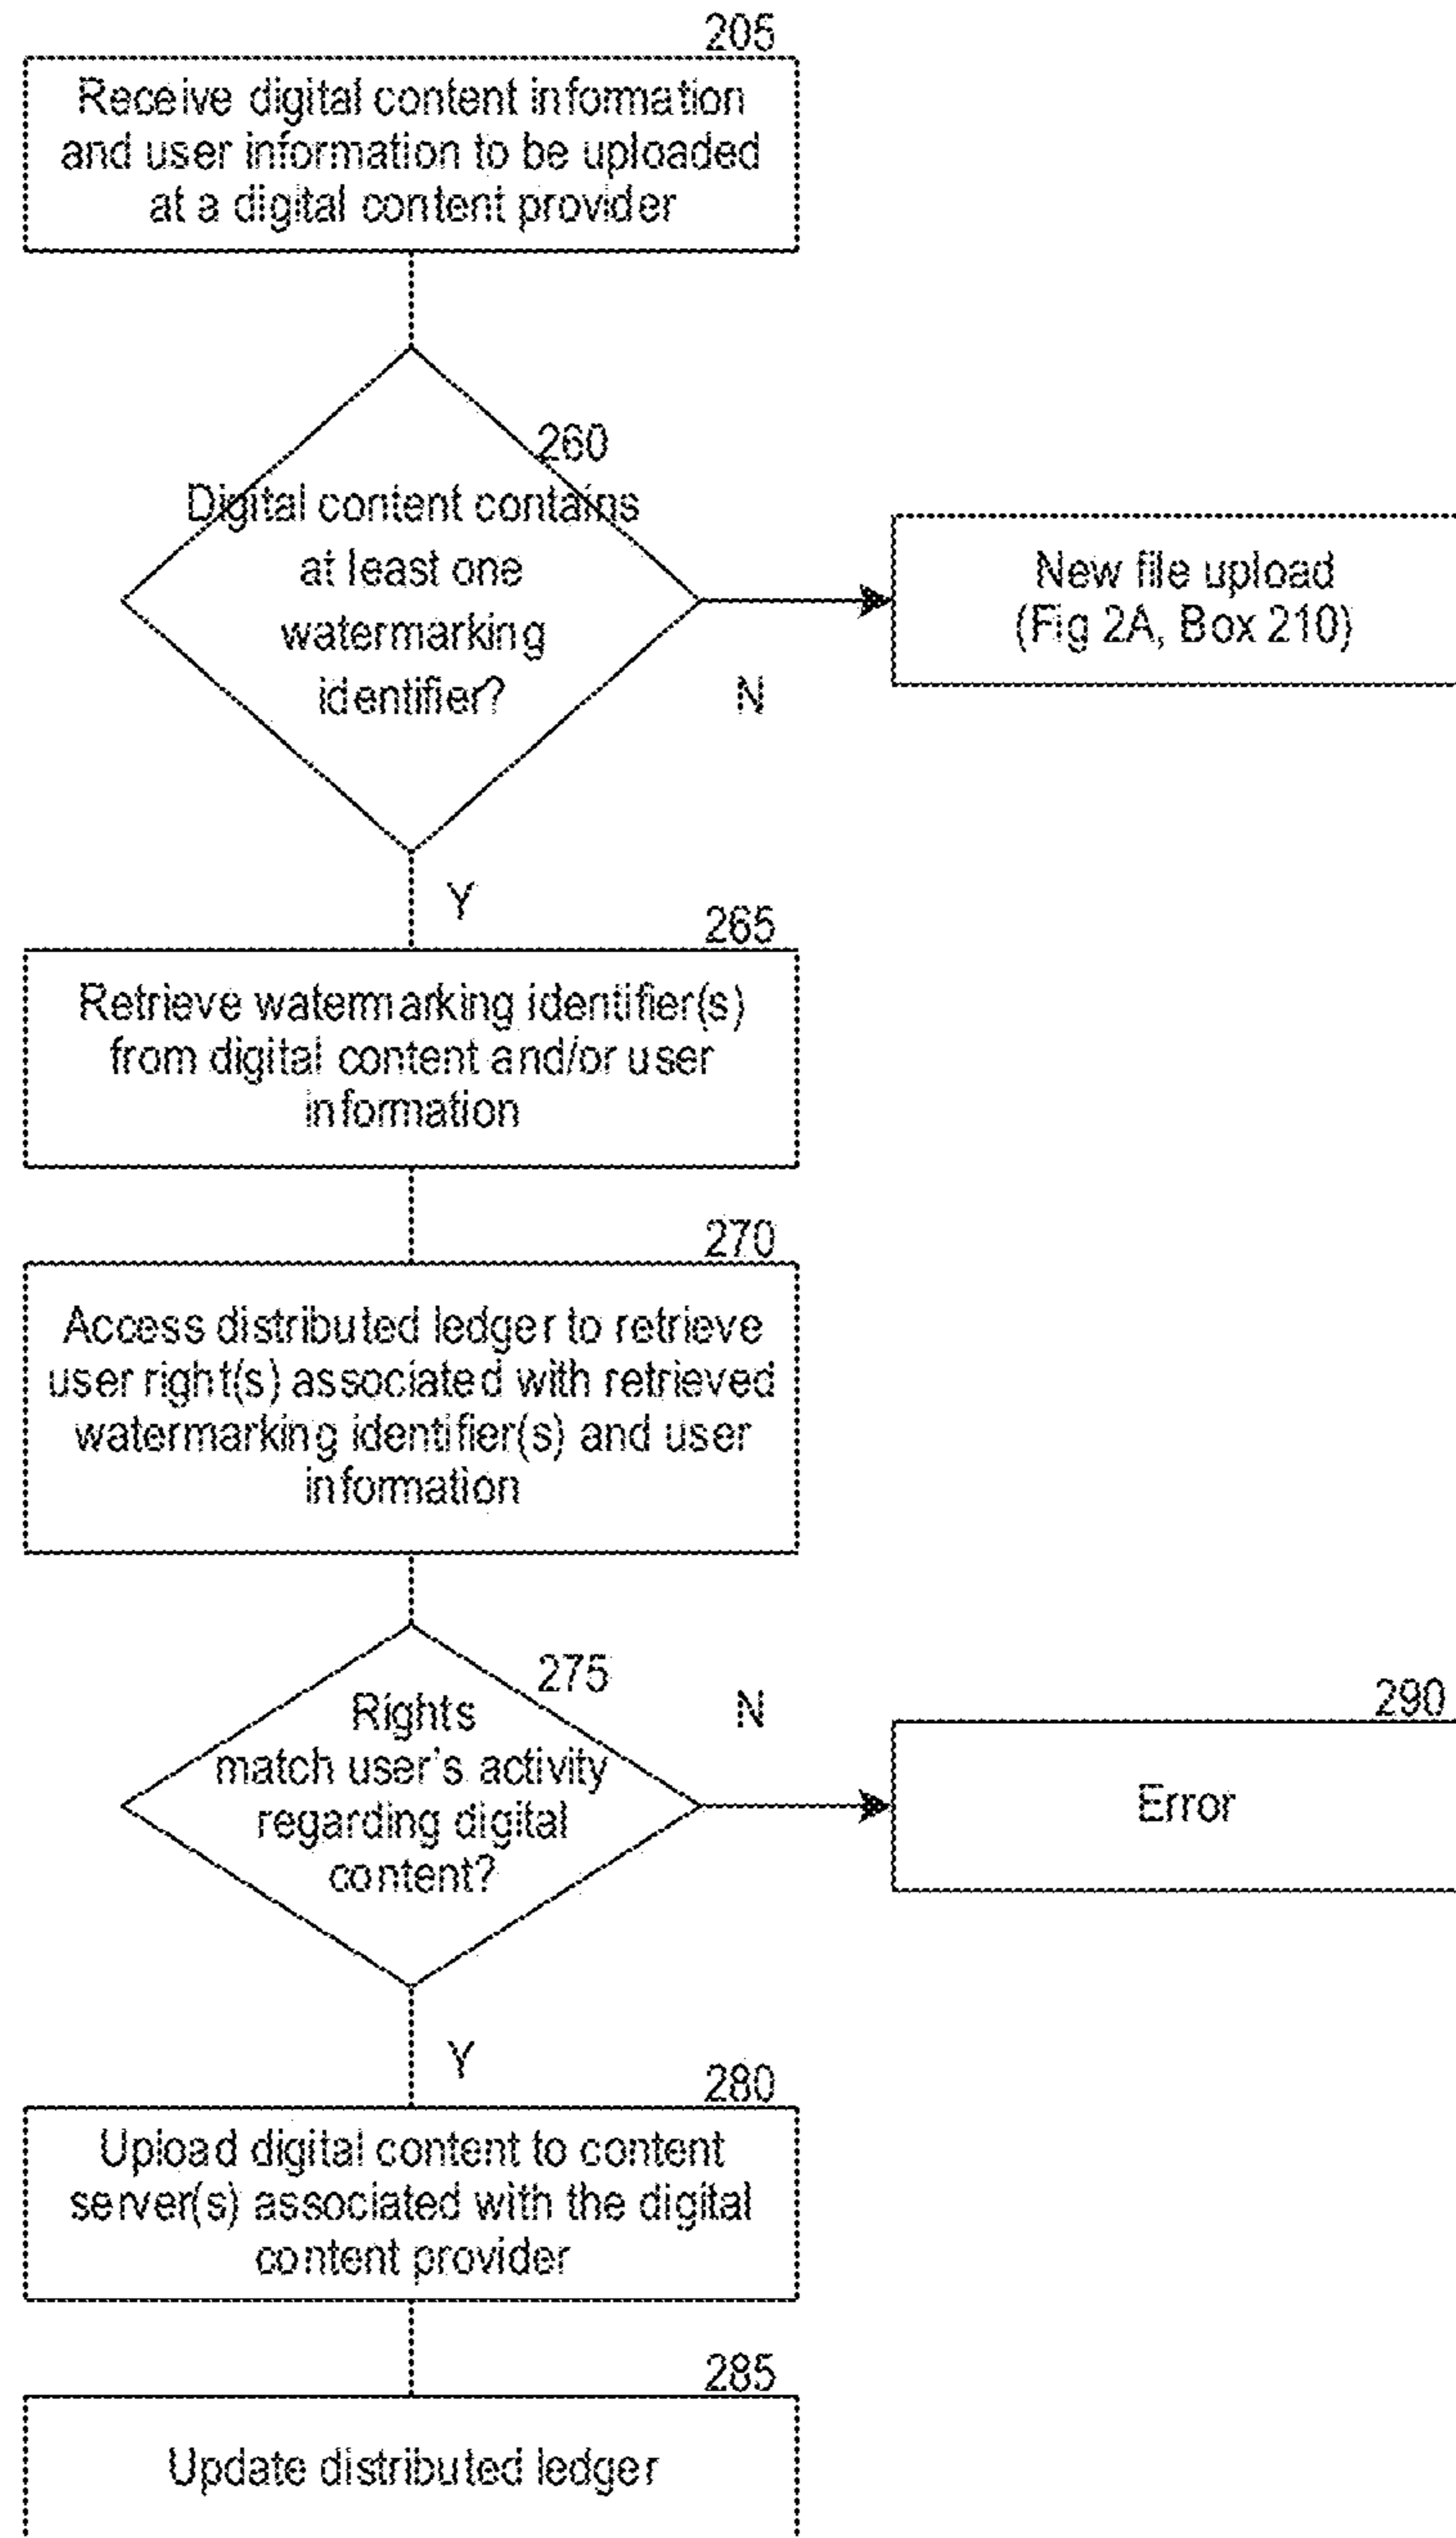 205
Receive digital content information
and user information to be uploaded
at a digital content provider
260
Digital content contains
at least one
watermarking
identifier?
New file upload
(Fig 2A, Box 210)
N
Y
265
Retrieve watermarking identifier(s)
from digital content and/or user
information
270
Access distributed ledger to retrieve
user right(s) associated with retrieved
watermarking identifier(s) and user
information
275
Rights
match user's activity
regarding digital
content?
N
290
Error
Y
280
Upload digital content to content
server(s) associated with the digital
content provider
285
Update distributed ledger